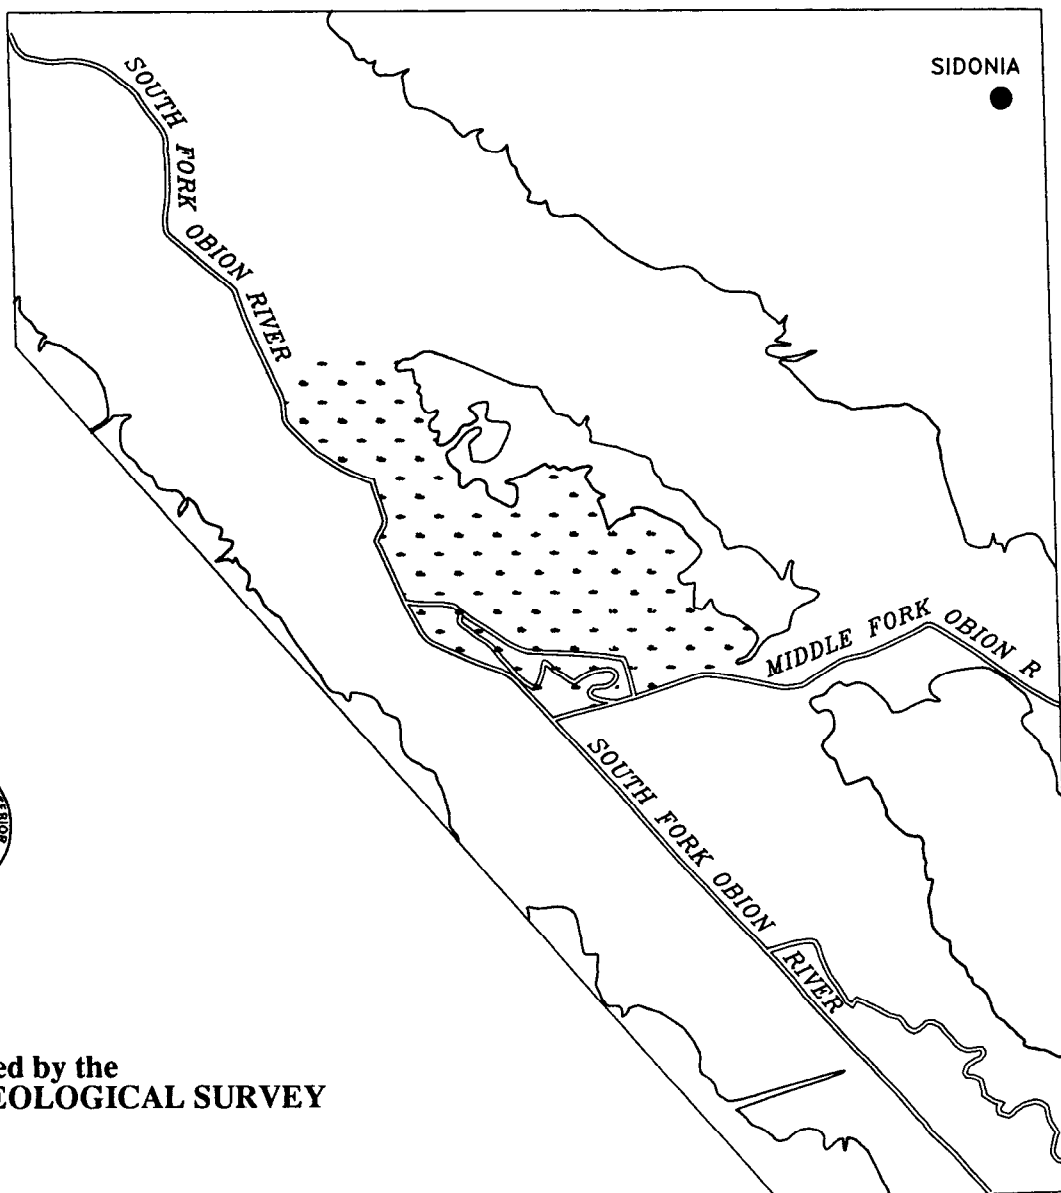 SIDONIA
SOUTH FORK OBION RIVER
MIDDLE FORK OBION R
SOUTH FORK OBION RIVER
ed by the
EOLOGICAL SURVEY